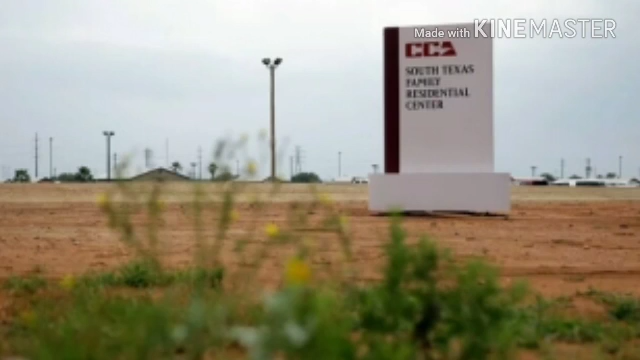 Made with KINEMASTER
CCA
SOUTH TEXAS
FAMILY
RESIDENTIAL
CENTER